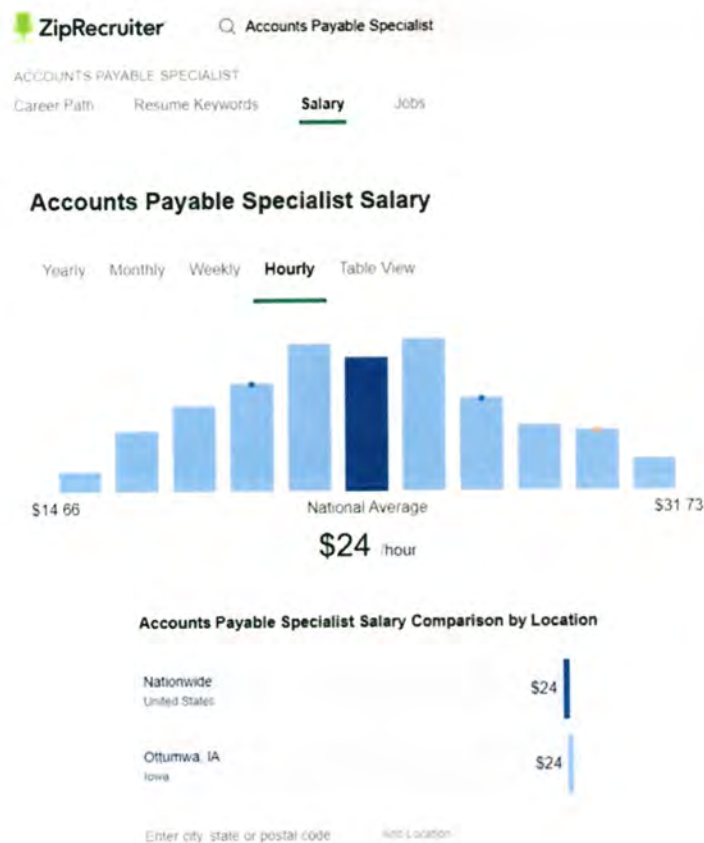 ZipRecruiter Accounts Payable Specialist
ACCOUNTS PAYABLE SPECIALIST
Career Path Resume Keywords Salary Jobs
Accounts Payable Specialist Salary
Yearly Monthly Weekly Hourly Table View
$14 66 National Average $31 73
$24 /hour
Accounts Payable Specialist Salary Comparison by Location
Nationwide
United States
$24
Ottumwa, IA
Iowa
$24
Enter city, state or postal code Add Location